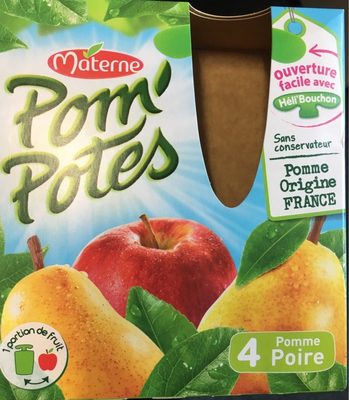 Materne
Pom'
Potes
ouverture
facile avec
Héli'Bouchon
Sans
conservateur
Pomme
Origine
FRANCE
1 portion de fruit
4 Pomme
Poire